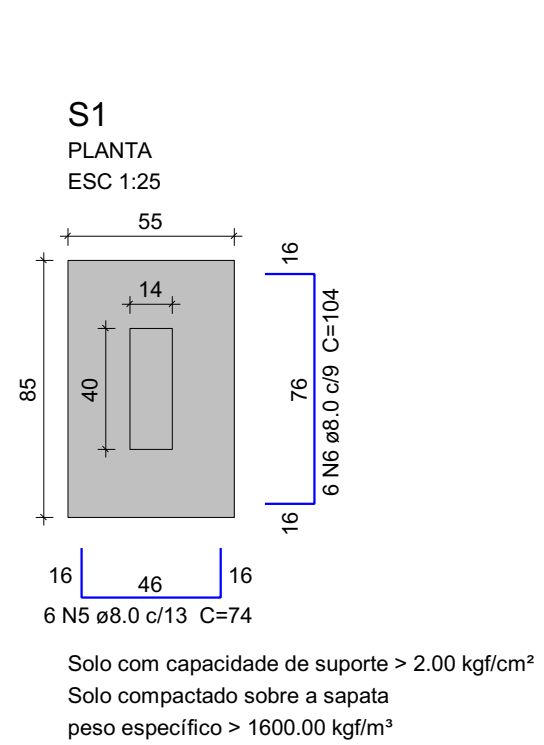 S1
PLANTA
ESC 1:25
55
14
40
85
16
76
16
6 N6 ø8.0 c/9 C=104
16
46
16
6 N5 ø8.0 c/13 C=74
Solo com capacidade de suporte > 2.00 kgf/cm²
Solo compactado sobre a sapata
peso específico > 1600.00 kgf/m³